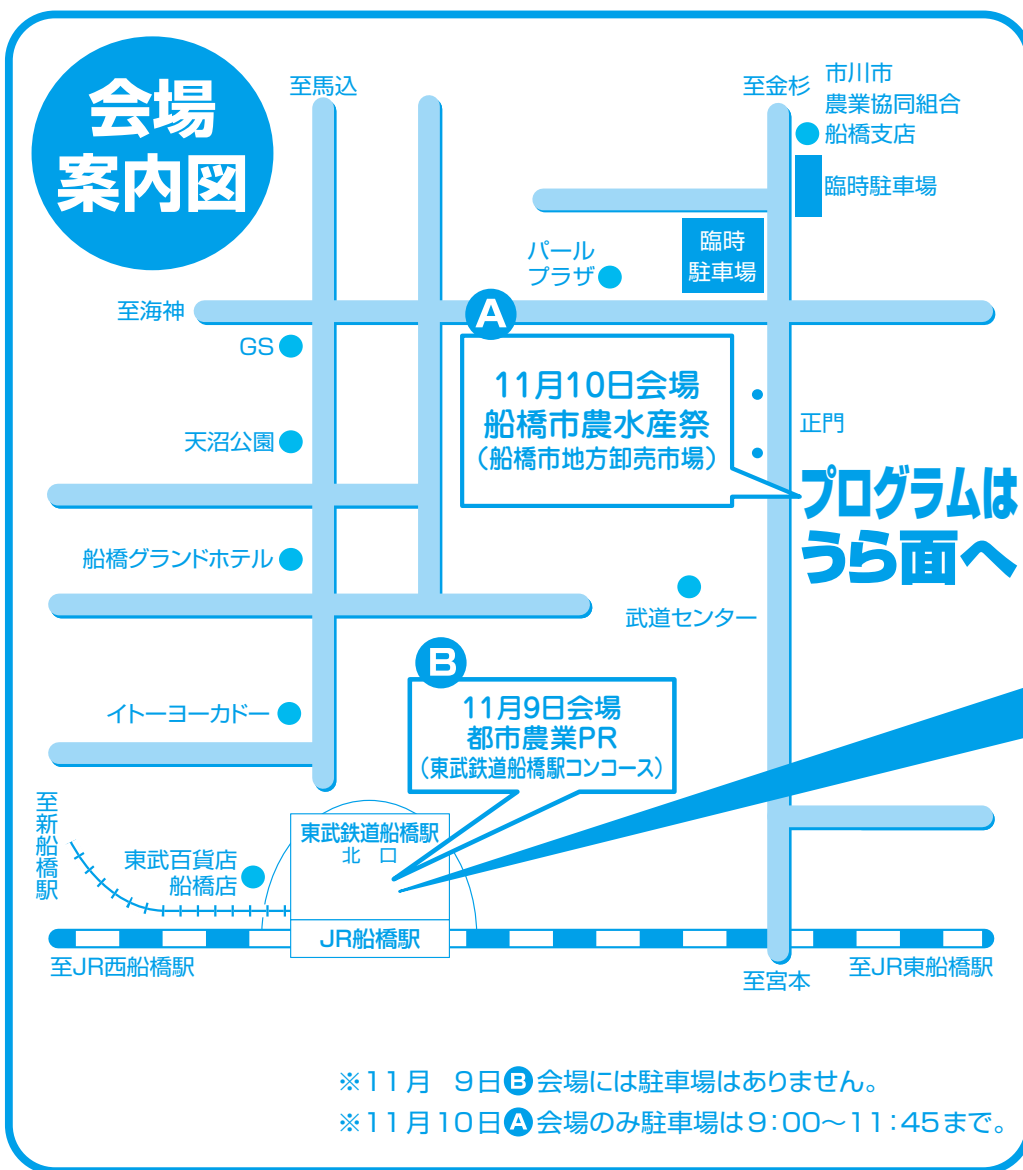 会場
案内図
至馬込
至金杉
市川市
農業協同組合
船橋支店
臨時駐車場
臨時
駐車場
パール
プラザ
至海神
A
GS
11月10日会場
船橋市農水産祭
（船橋市地方卸売市場）
正門
天沼公園
プログラムは
うら面へ
船橋グランドホテル
武道センター
B
11月9日会場
都市農業PR
（東武鉄道船橋駅コンコース）
イトーヨーカドー
至新船橋駅
東武鉄道船橋駅
北 口
東武百貨店
船橋店
JR船橋駅
至JR西船橋駅
至宮本
至JR東船橋駅
※11月 9日B会場には駐車場はありません。
※11月10日A会場のみ駐車場は9：00～11：45まで。